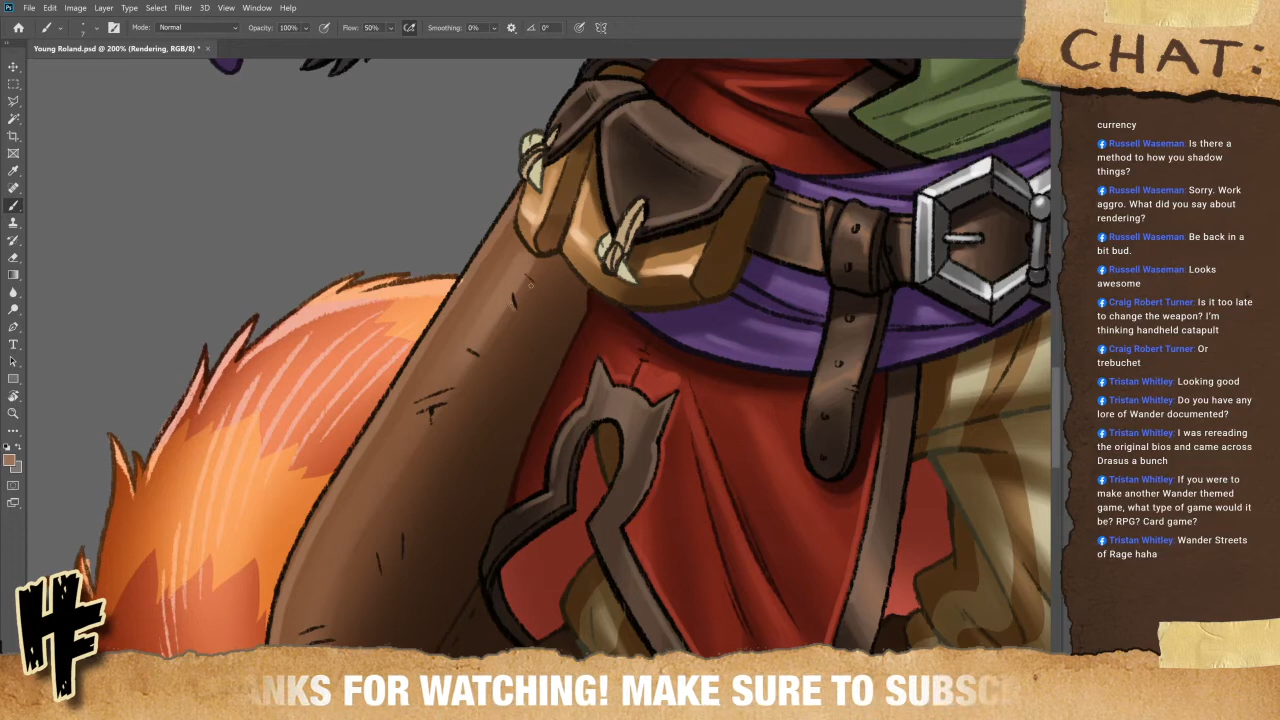 File Edit Image Layer Type Select Filter 3D View Window Help
Mode: Normal Opacity: 100% Flow: 50% Smoothing: 0% 0°
7
Young Roland.psd @ 200% (Rendering, RGB/8) *
CHAT:
currency
Russell Waseman: Is there a
method to how you shadow
things?
Russell Waseman: Sorry. Work
aggro. What did you say about
rendering?
Russell Waseman: Be back in a
bit bud.
Russell Waseman: Looks
awesome
Craig Robert Turner: Is it too late
to change the weapon? I'm
thinking handheld catapult
Craig Robert Turner: Or
trebuchet
Tristan Whitley: Looking good
Tristan Whitley: Do you have any
lore of Wander documented?
Tristan Whitley: I was rereading
the original bios and came across
Drasus a bunch
Tristan Whitley: If you were to
make another Wander themed
game, what type of game would it
be? RPG? Card game?
Tristan Whitley: Wander Streets
of Rage haha
HF
ANKS FOR WATCHING! MAKE SURE TO SUBSC